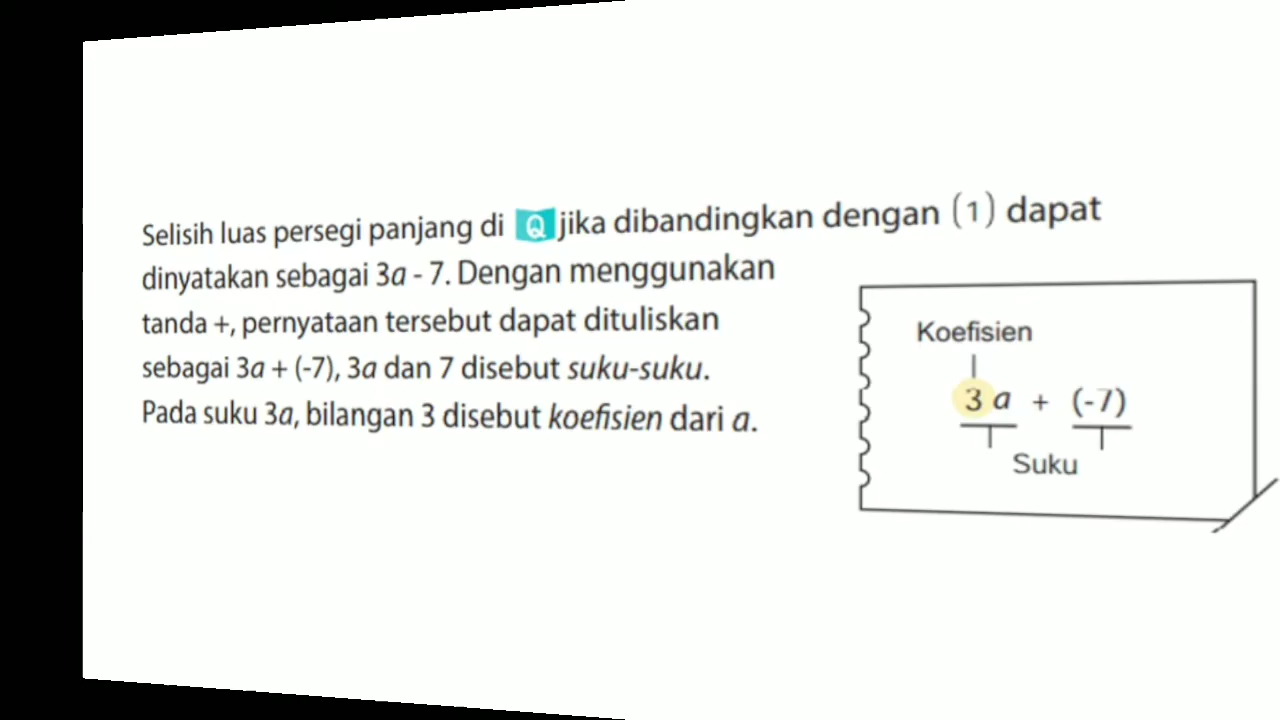 Selisih luas persegi panjang di Q jika dibandingkan dengan (1) dapat
dinyatakan sebagai 3a - 7. Dengan menggunakan
tanda +, pernyataan tersebut dapat dituliskan
sebagai 3a + (-7), 3a dan 7 disebut suku-suku.
Pada suku 3a, bilangan 3 disebut koefisien dari a.
Koefisien
3 a + (-7)
Suku